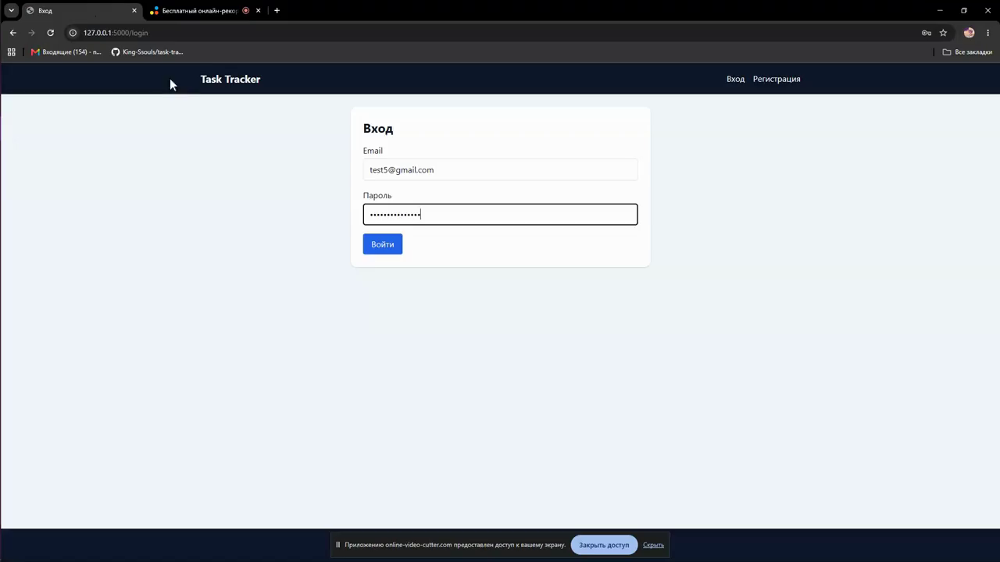 Вход
Бесплатный онлайн-рекор
127.0.0.1:5000/login
Входящие (154) - n...
King-Ssouls/task-tra...
Все закладки
Task Tracker
Вход Регистрация
Вход
Email
test5@gmail.com
Пароль
•••••••••••••••
Войти
Приложению online-video-cutter.com предоставлен доступ к вашему экрану.
Закрыть доступ
Скрыть